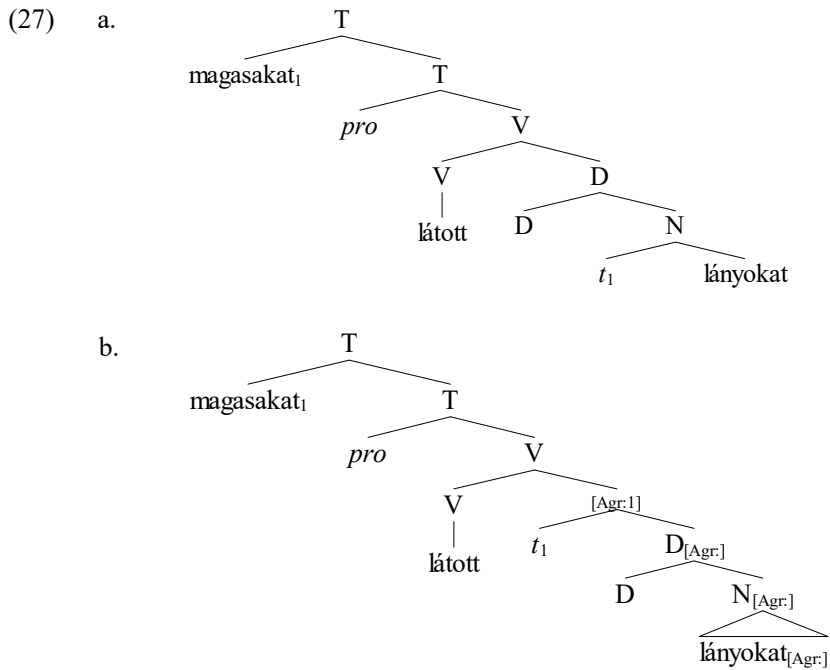 (27) a. T
magasakat₁ T
pro V
V D
látott D N
t₁ lányokat
b. T
magasakat₁ T
pro V
V [Agr:1]
látott t₁ D[Agr:]
D N[Agr:]
lányokat[Agr:]